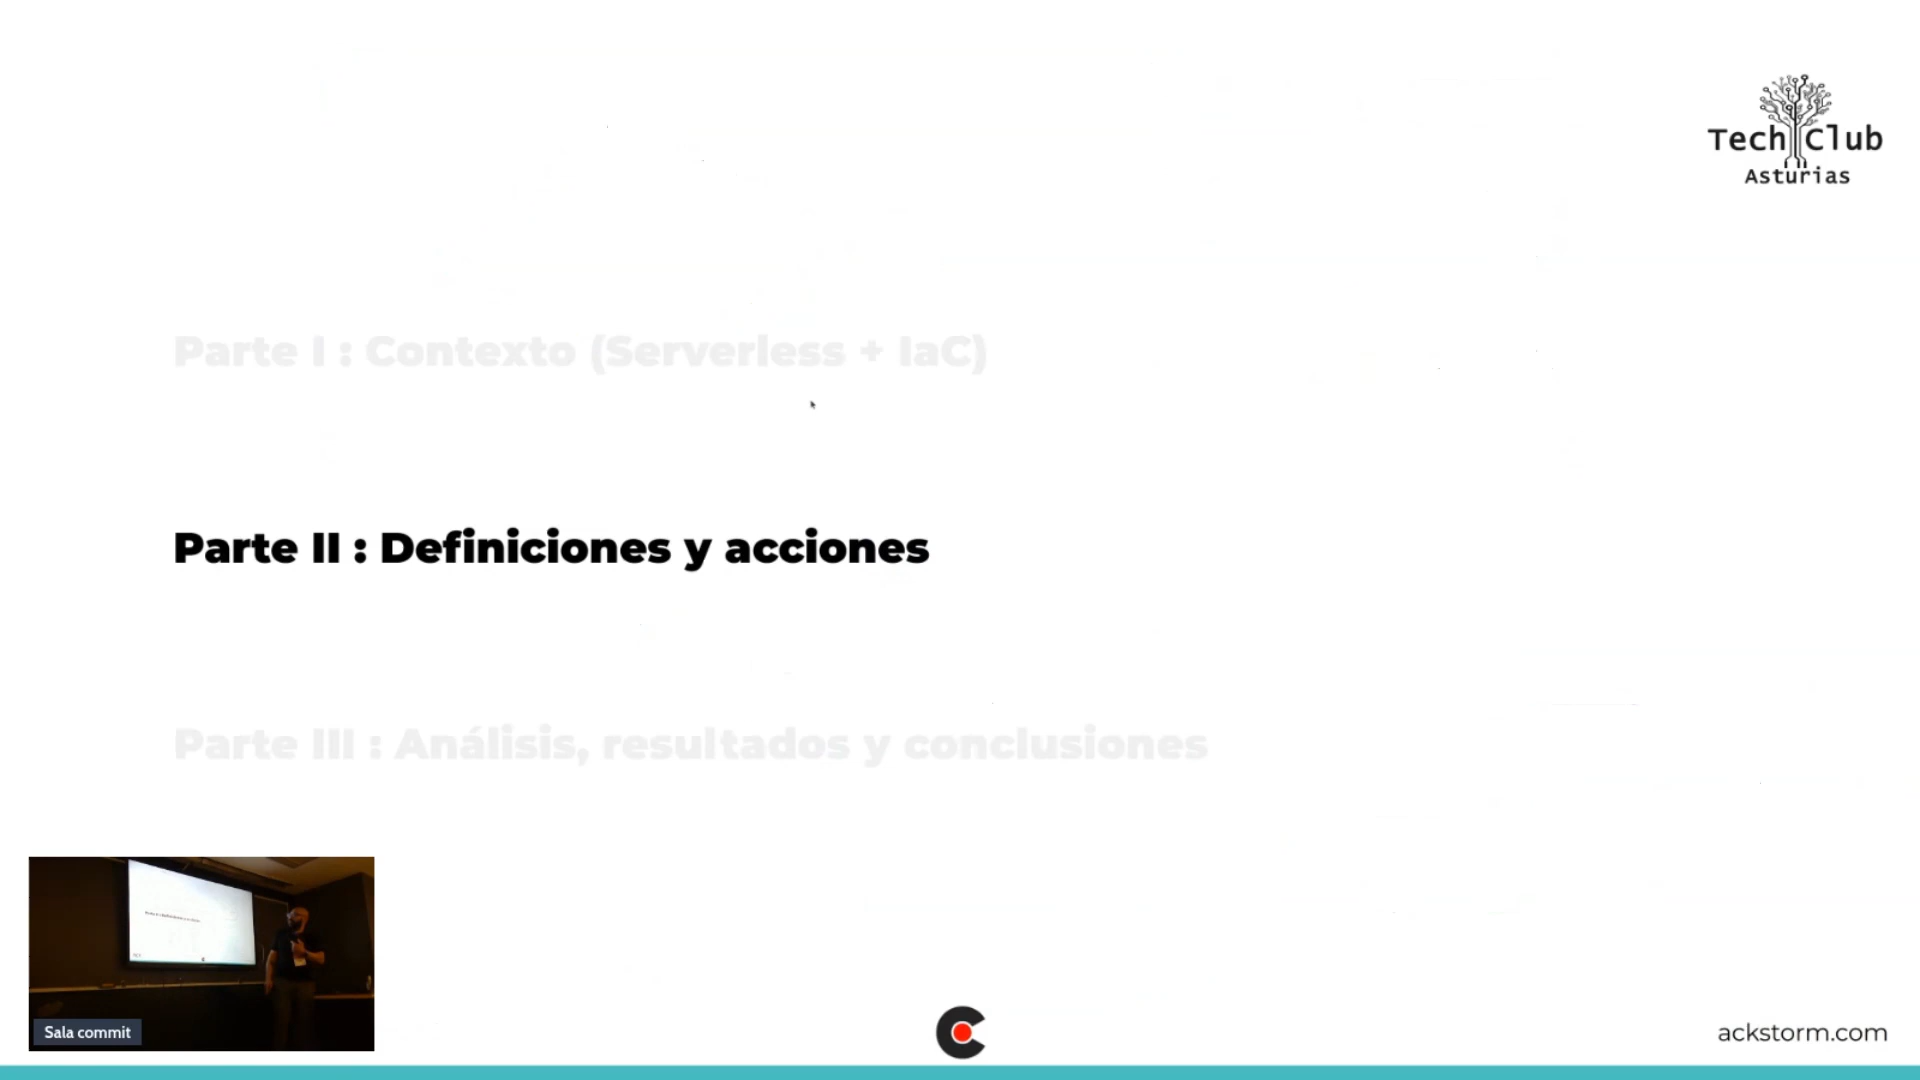 Tech Club
Asturias
Parte I : Contexto (Serverless + IaC)
Parte II : Definiciones y acciones
Parte III : Análisis, resultados y conclusiones
Sala commit
ackstorm.com